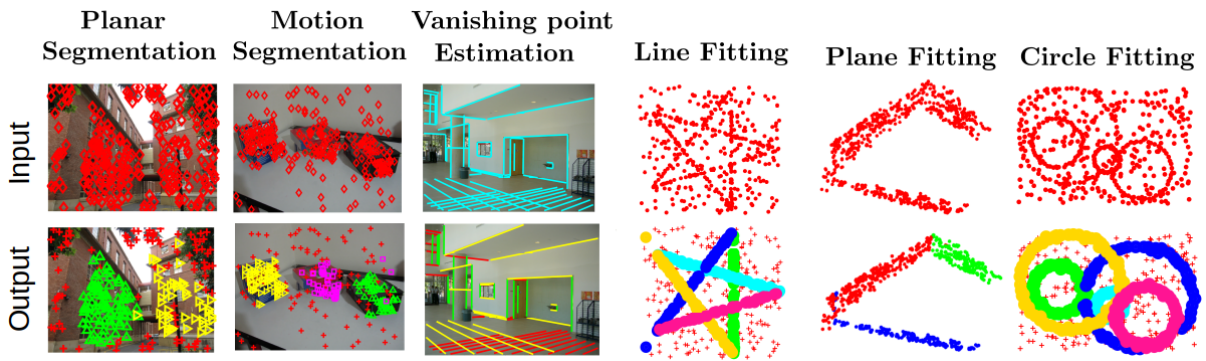 Planar
Segmentation
Motion
Segmentation
Vanishing point
Estimation
Line Fitting
Plane Fitting
Circle Fitting
Input
Output